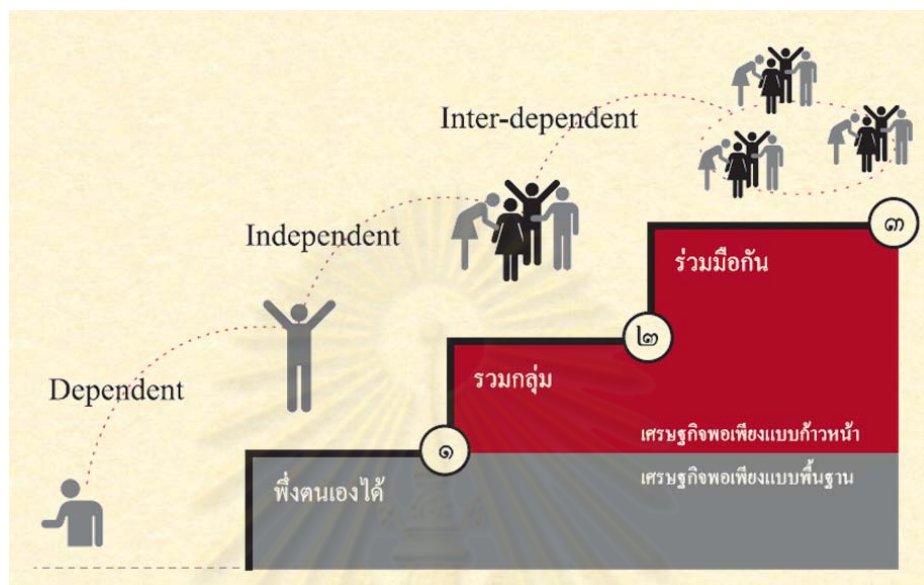 Inter-dependent
Independent
Dependent
๓
ร่วมมือกัน
๒
รวมกลุ่ม
เศรษฐกิจพอเพียงแบบก้าวหน้า
๑
พึ่งตนเองได้
เศรษฐกิจพอเพียงแบบพื้นฐาน